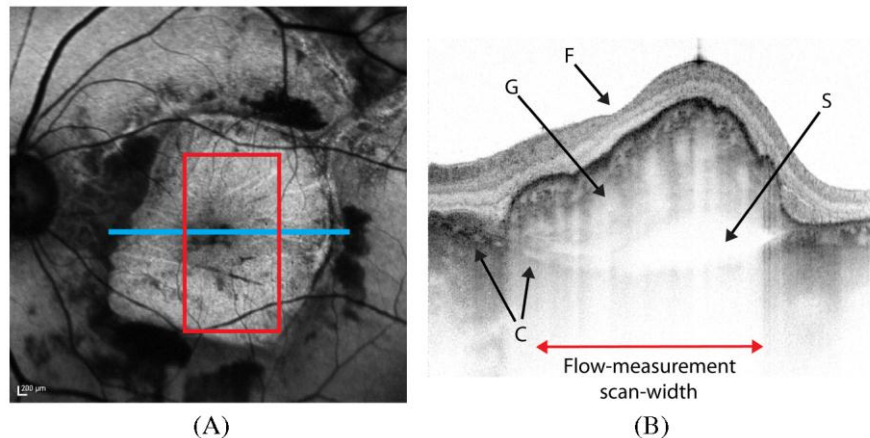 F
G
S
C
Flow-measurement
scan-width
200 µm
(A)
(B)